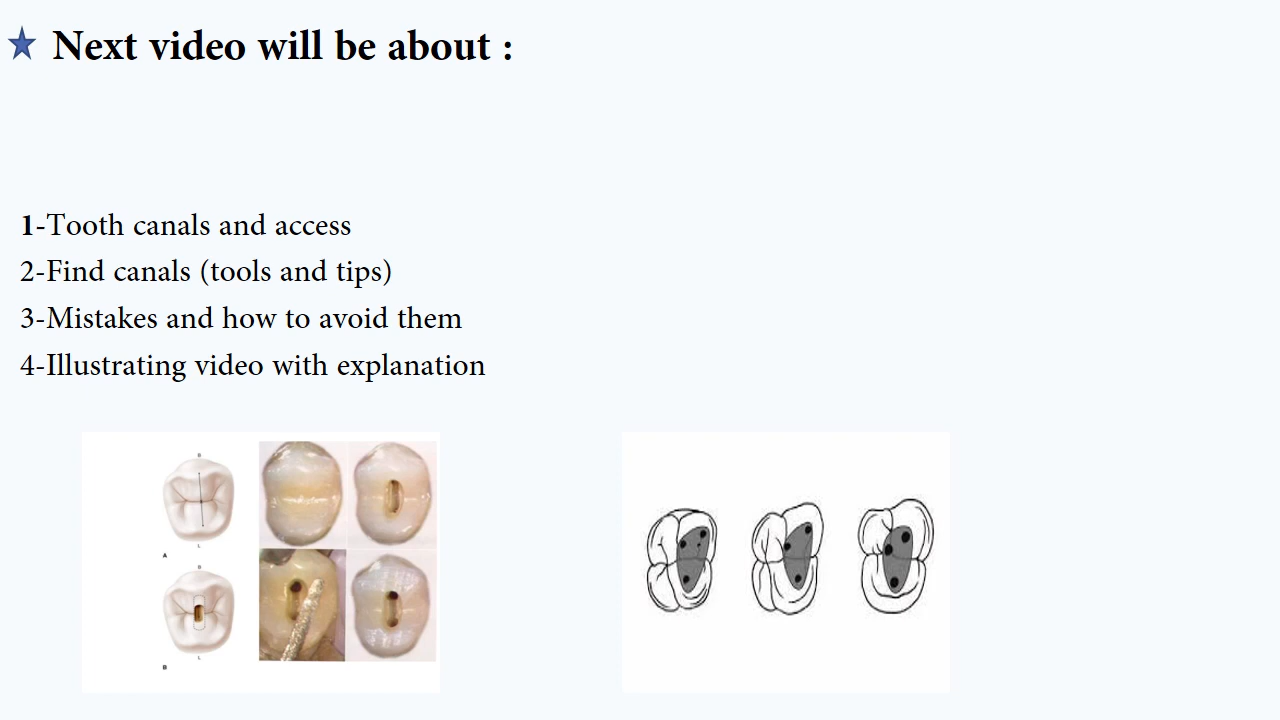 Next video will be about :
1-Tooth canals and access
2-Find canals (tools and tips)
3-Mistakes and how to avoid them
4-Illustrating video with explanation
A
L
B
L